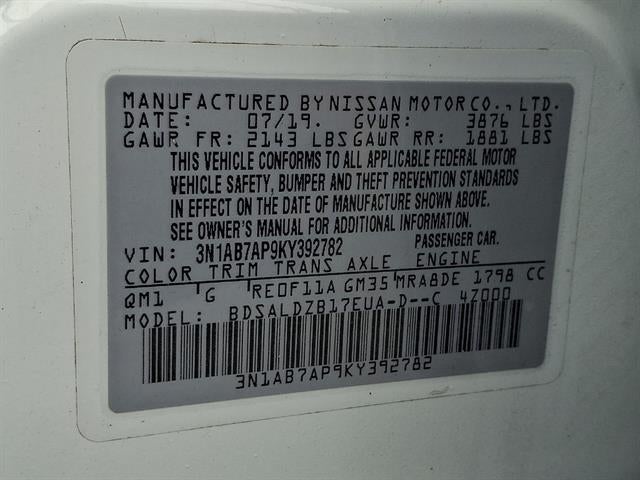 MANUFACTURED BY NISSAN MOTOR CO., LTD.
DATE: 07/19. GVWR: 3876 LBS
GAWR FR: 2143 LBS GAWR RR: 1881 LBS
THIS VEHICLE CONFORMS TO ALL APPLICABLE FEDERAL MOTOR
VEHICLE SAFETY, BUMPER AND THEFT PREVENTION STANDARDS
IN EFFECT ON THE DATE OF MANUFACTURE SHOWN ABOVE.
SEE OWNER'S MANUAL FOR ADDITIONAL INFORMATION.
VIN: 3N1AB7AP9KY392782 PASSENGER CAR.
COLOR TRIM TRANS AXLE ENGINE
QM1 G RE0F11A GM35 MRA8DE 1798 CC
MODEL: BDSALDZB17EUA-D--C 4Z000
3N1AB7AP9KY392782